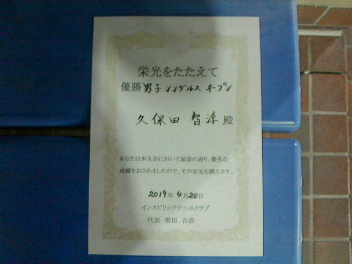 栄光をたたえて
優勝 男子シングルス オープン
久保田 智淳 殿
あなたは本大会において頭書の通り、優秀な
成績をおさめましたので、その栄誉を讃えます。
2019年 4月20日
インスピリッツテニスクラブ
代表